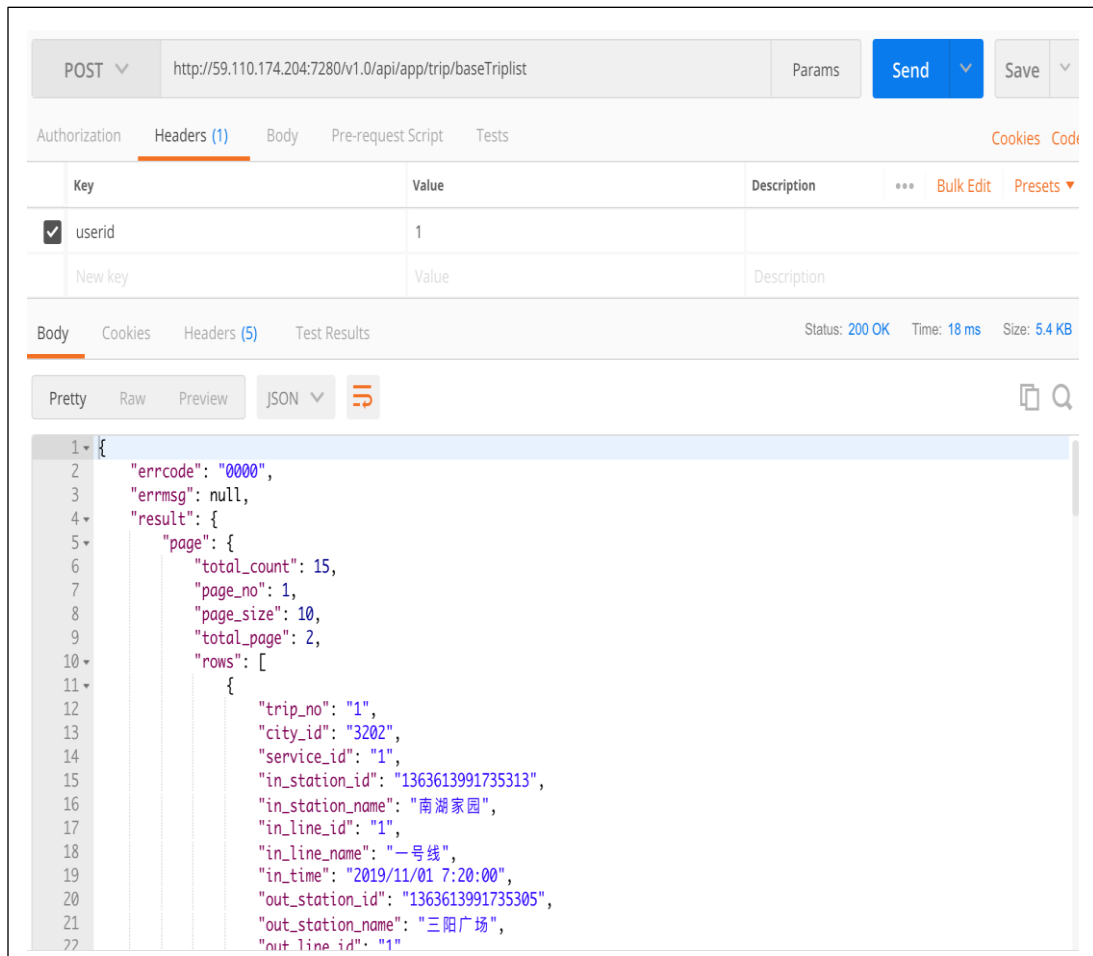 POST http://59.110.174.204:7280/v1.0/api/app/trip/baseTriplist Params Send Save
Authorization Headers (1) Body Pre-request Script Tests Cookies Code
Key Value Description ••• Bulk Edit Presets
userid 1
New key Value Description
Body Cookies Headers (5) Test Results Status: 200 OK Time: 18 ms Size: 5.4 KB
Pretty Raw Preview JSON
1 {
2 "errcode": "0000",
3 "errmsg": null,
4 "result": {
5 "page": {
6 "total_count": 15,
7 "page_no": 1,
8 "page_size": 10,
9 "total_page": 2,
10 "rows": [
11 {
12 "trip_no": "1",
13 "city_id": "3202",
14 "service_id": "1",
15 "in_station_id": "1363613991735313",
16 "in_station_name": "南湖家园",
17 "in_line_id": "1",
18 "in_line_name": "一号线",
19 "in_time": "2019/11/01 7:20:00",
20 "out_station_id": "1363613991735305",
21 "out_station_name": "三阳广场",
22 "out_line_id": "1"